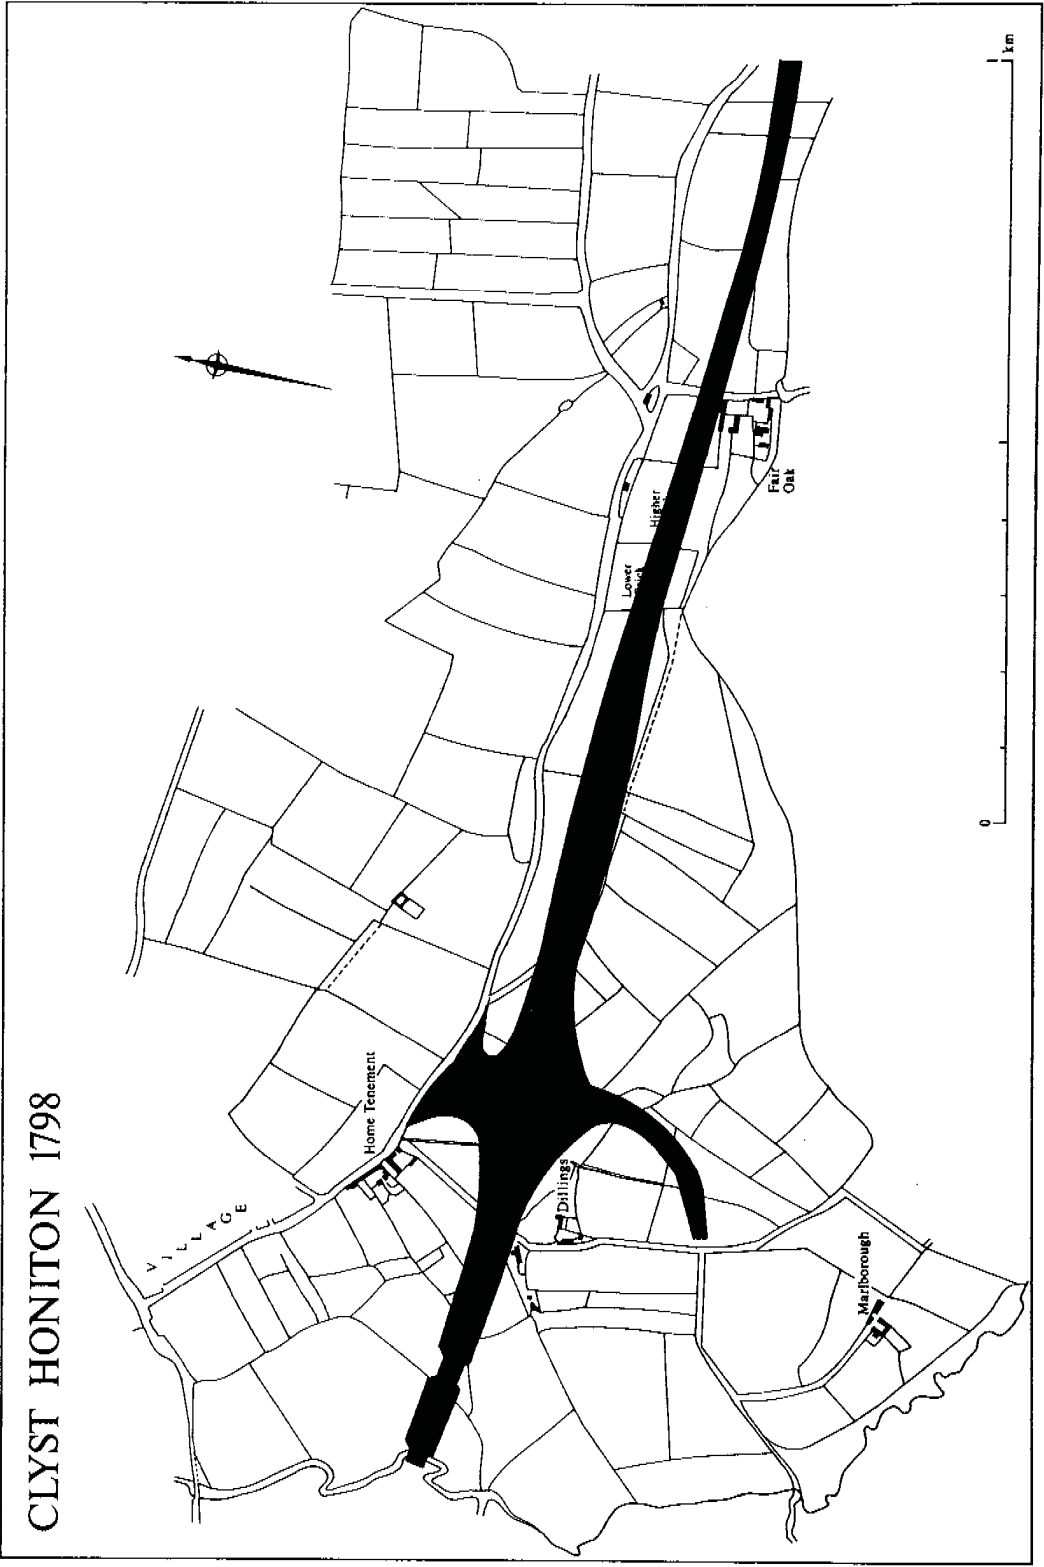 CLYST HONITON 1798
VILLAGE
Home Tenement
Dillings
Marlborough
Lower
Higher
Fair
Oak
0
1
km